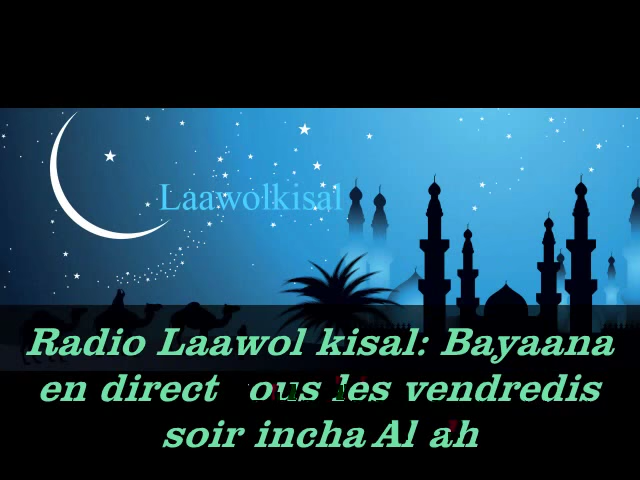 Laawolkisal
Radio Laawol kisal: Bayaana
en direct ous les vendredis
soir incha Al ah